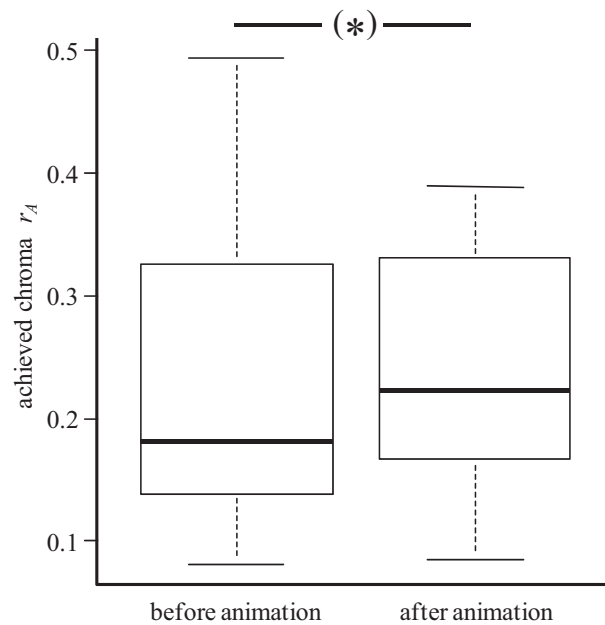 (*)
0.5
0.4
0.3
0.2
0.1
achieved chroma r_A
before animation
after animation